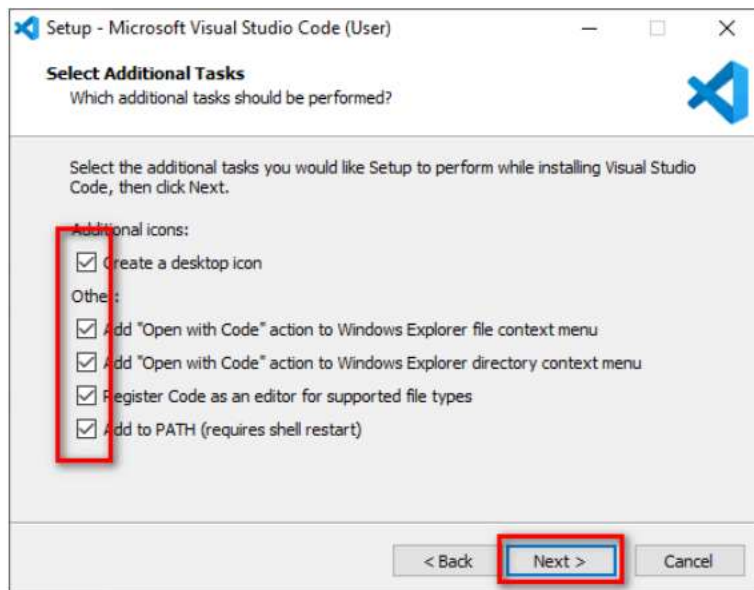 Setup - Microsoft Visual Studio Code (User)
Select Additional Tasks
Which additional tasks should be performed?
Select the additional tasks you would like Setup to perform while installing Visual Studio
Code, then click Next.
Additional icons:
Create a desktop icon
Other:
Add "Open with Code" action to Windows Explorer file context menu
Add "Open with Code" action to Windows Explorer directory context menu
Register Code as an editor for supported file types
Add to PATH (requires shell restart)
< Back Next > Cancel